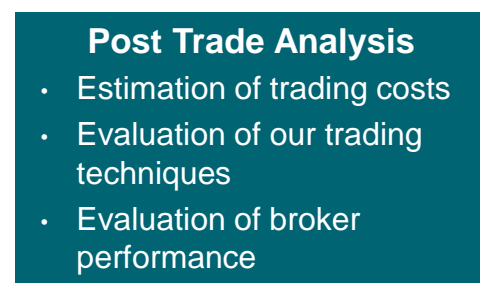 Post Trade Analysis
• Estimation of trading costs
• Evaluation of our trading
techniques
• Evaluation of broker
performance